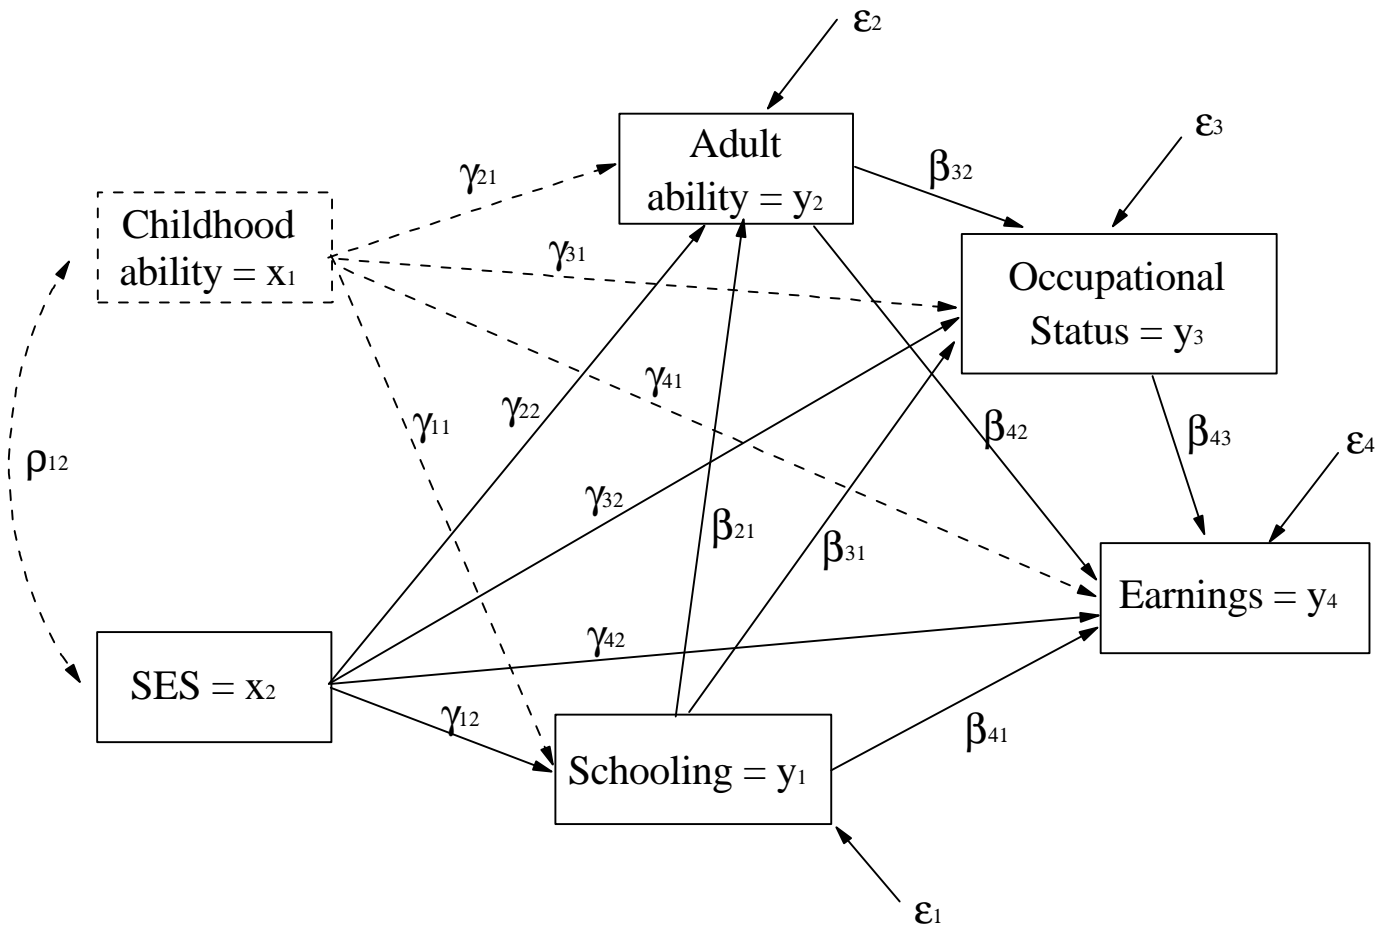 ε2
ε3
Adult
ability = y2
β32
γ21
Childhood
ability = x1
γ31
Occupational
Status = y3
γ41
γ22
γ11
β42
β43
ε4
ρ12
γ32
β21
β31
Earnings = y4
γ42
SES = x2
γ12
β41
Schooling = y1
ε1